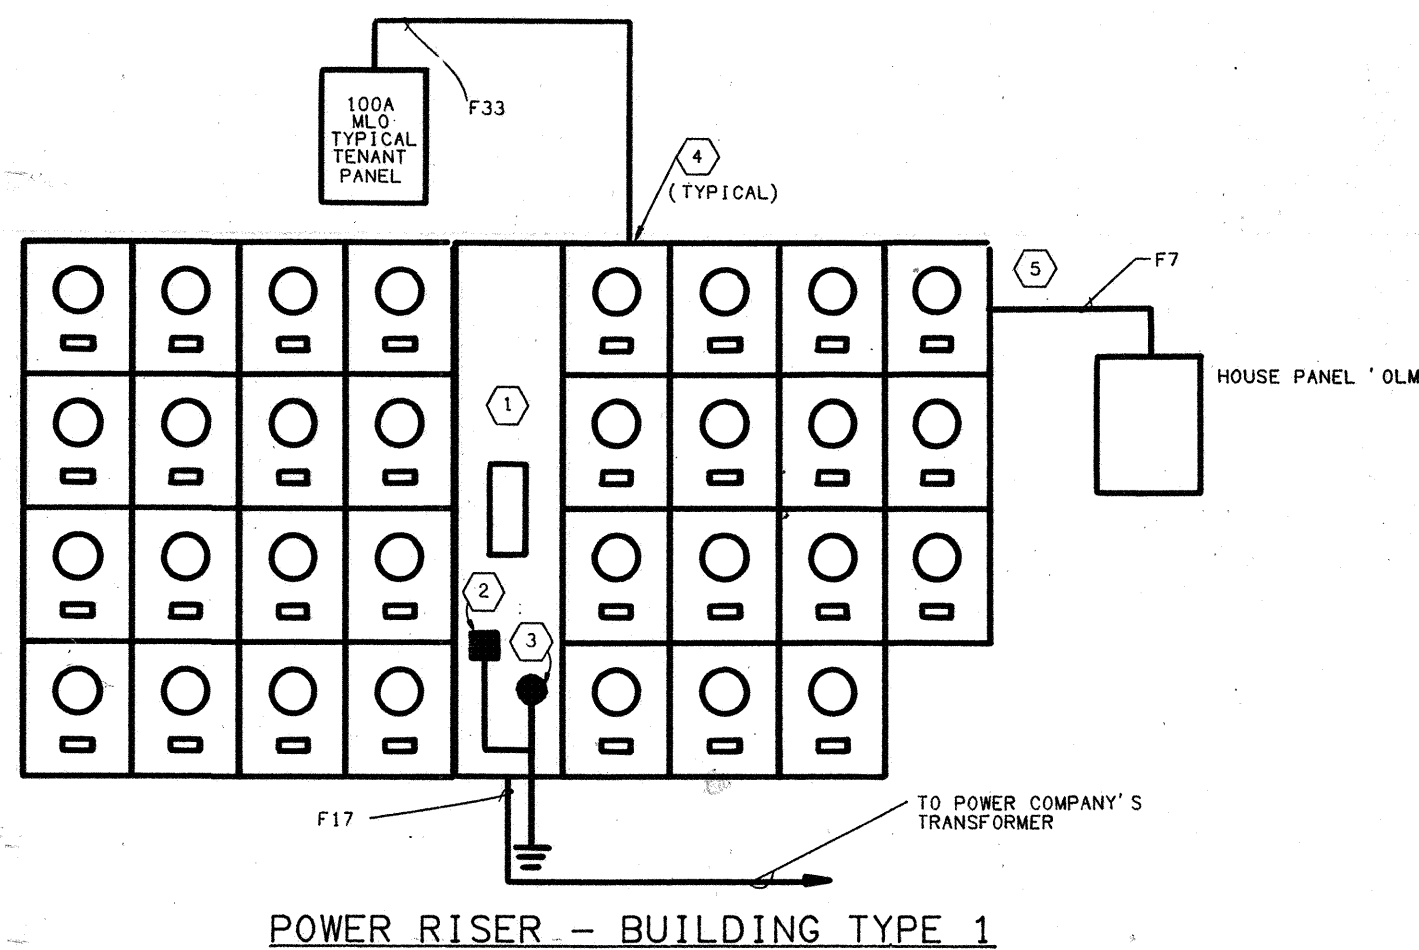 100A
MLO
TYPICAL
TENANT
PANEL
F33
4
(TYPICAL)
5
F7
HOUSE PANEL 'OLM
1
2
3
F17
TO POWER COMPANY'S
TRANSFORMER
POWER RISER - BUILDING TYPE 1